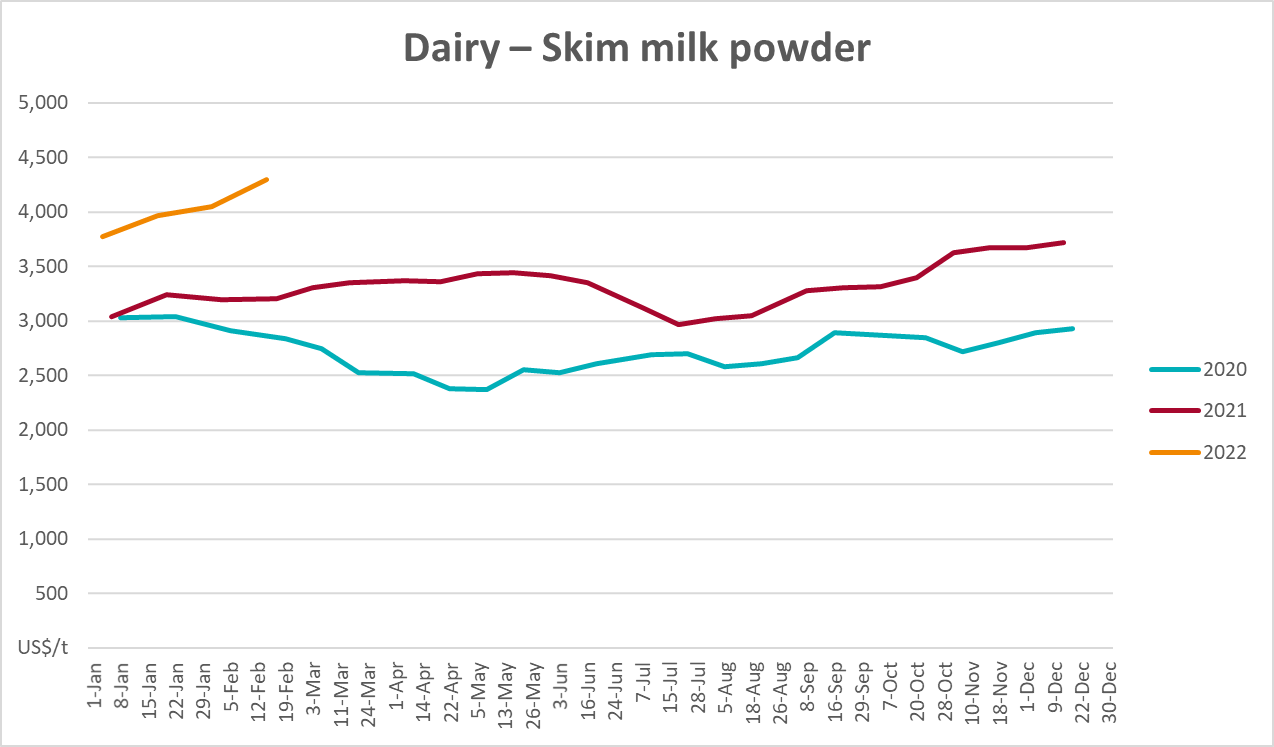 Dairy – Skim milk powder
5,000
4,500
4,000
3,500
3,000
2,500
2,000
1,500
1,000
500
US$/t
1-Jan
8-Jan
15-Jan
22-Jan
29-Jan
5-Feb
12-Feb
19-Feb
3-Mar
11-Mar
24-Mar
1-Apr
14-Apr
22-Apr
5-May
13-May
26-May
3-Jun
16-Jun
24-Jun
7-Jul
15-Jul
28-Jul
5-Aug
18-Aug
26-Aug
8-Sep
16-Sep
29-Sep
7-Oct
20-Oct
28-Oct
10-Nov
18-Nov
1-Dec
9-Dec
22-Dec
30-Dec
2020
2021
2022